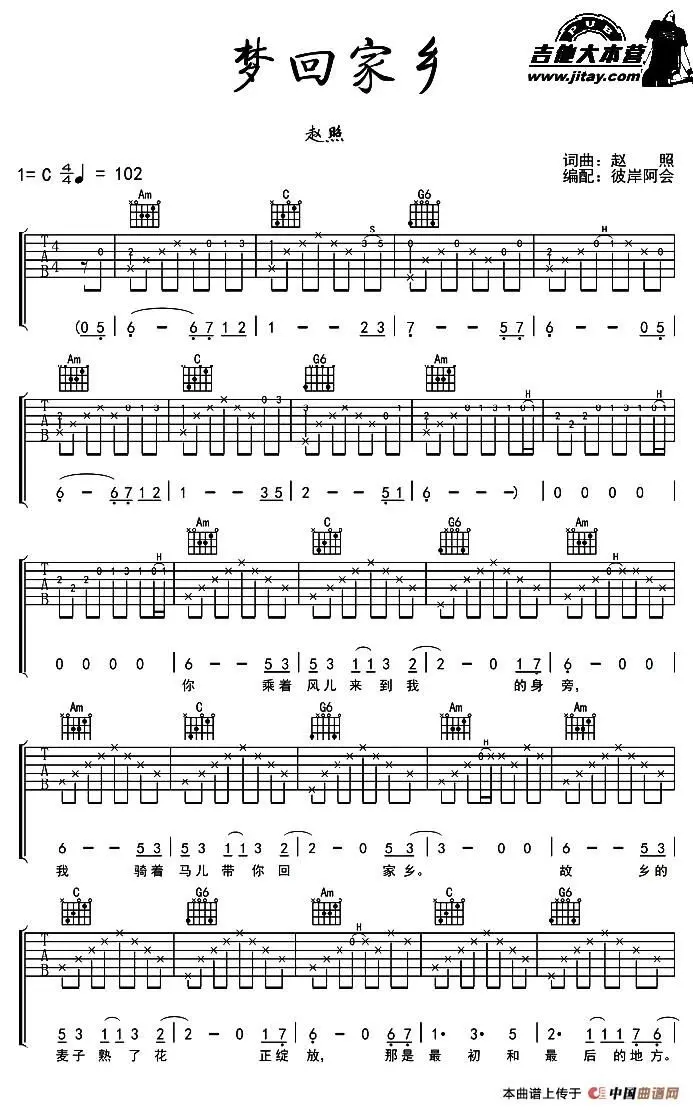 梦回家乡
PUB
吉他大本营
www.jitay.com
赵照
1= C 4/4 ♩ = 102
词曲：赵 照
编配：彼岸阿会
Am C G6
(0 5 6 - 6 7 1 2 1 - - 2 3 7 - - 5 7 6 - - 0 5
Am C G6 Am
6 - 6 7 1 2 1 - - 3 5 2 - - 5 1 6 - - -) 0 0 0 0
Am C G6 Am
0 0 0 0 6 - - 5 3 5 3 1 1 3 2 2 - 0 1 7 6 - 0 0
你 乘着 风儿来到我 的身 旁，
Am C G6 Am Am
6 - - 5 3 5 3 1 1 3 2 2 - 0 5 3 3 - 0 0 6 - - 5 3
我 骑着 马儿带你回 家乡。 故 乡的
C G6 Am C G6
5 3 1 1 3 2 2 - 0 1 7 6 - 0 1 7 1· 3· 5 2· 1 1 7 6
麦子熟了花 正绽 放， 那是 最 初和 最 后的地方。
本曲谱上传于 中国曲谱网